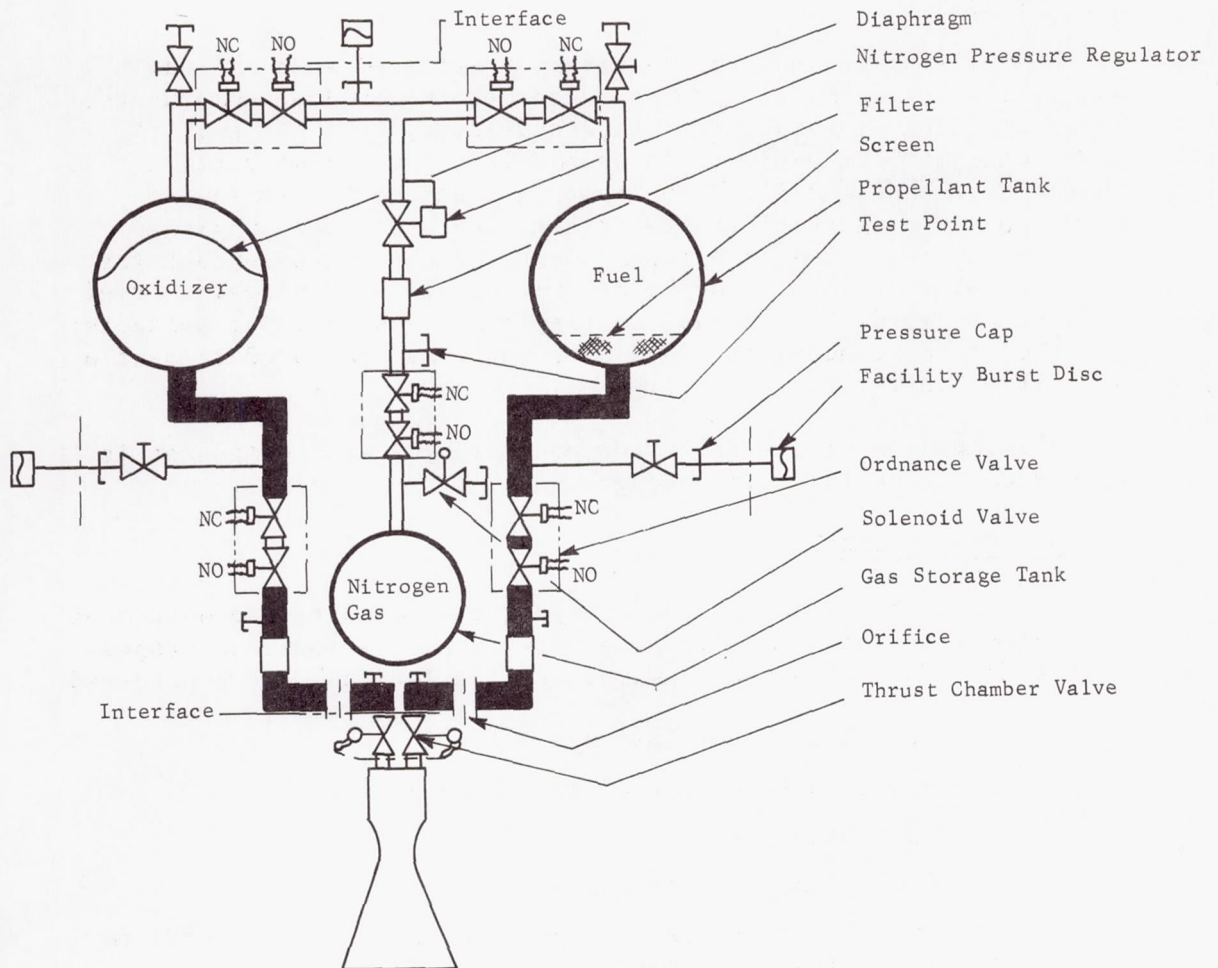 Interface
Diaphragm
NC
NO
NO
NC
Nitrogen Pressure Regulator
Filter
Screen
Propellant Tank
Test Point
Oxidizer
Fuel
Pressure Cap
Facility Burst Disc
NC
NO
Ordnance Valve
NC
NC
Solenoid Valve
NO
NO
Gas Storage Tank
Nitrogen
Gas
Orifice
Thrust Chamber Valve
Interface